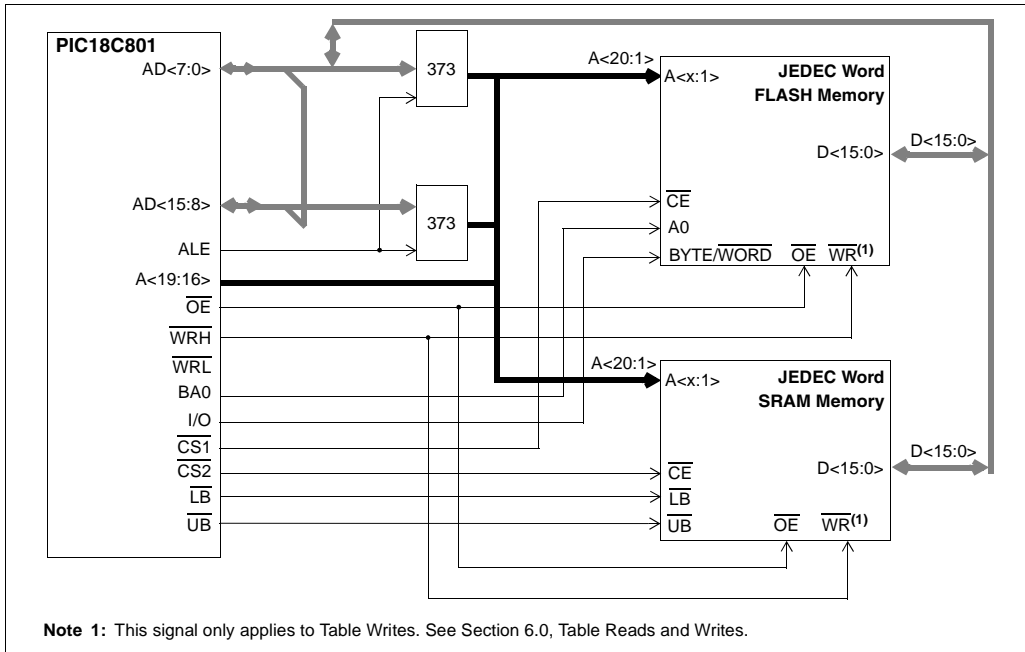 PIC18C801
AD<7:0>
AD<15:8>
ALE
A<19:16>
OE
WRH
WRL
BA0
I/O
CS1
CS2
LB
UB
373
373
A<20:1>
A<x:1>
JEDEC Word
FLASH Memory
D<15:0>
D<15:0>
CE
A0
BYTE/WORD
OE
WR(1)
A<20:1>
A<x:1>
JEDEC Word
SRAM Memory
D<15:0>
D<15:0>
CE
LB
UB
OE
WR(1)
Note 1: This signal only applies to Table Writes. See Section 6.0, Table Reads and Writes.